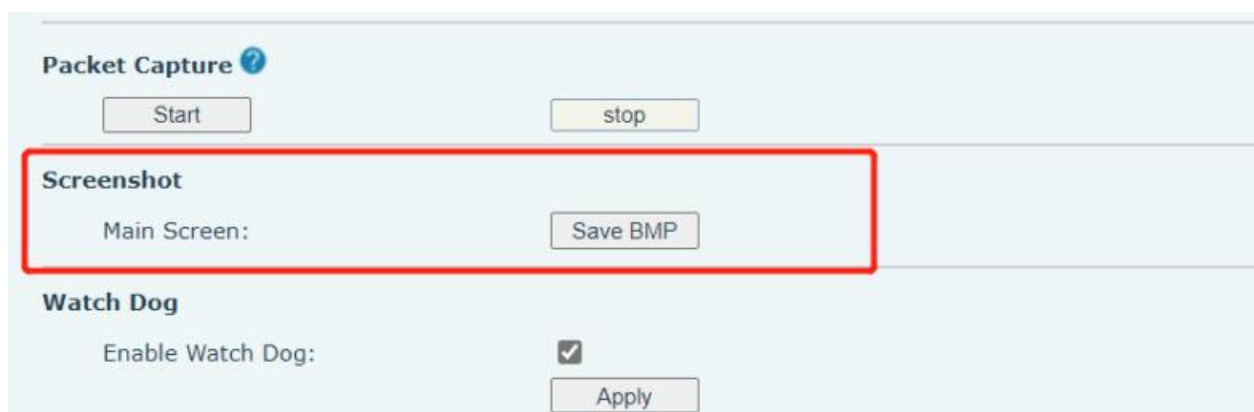 Packet Capture ?
Start stop
Screenshot
Main Screen: Save BMP
Watch Dog
Enable Watch Dog:
Apply